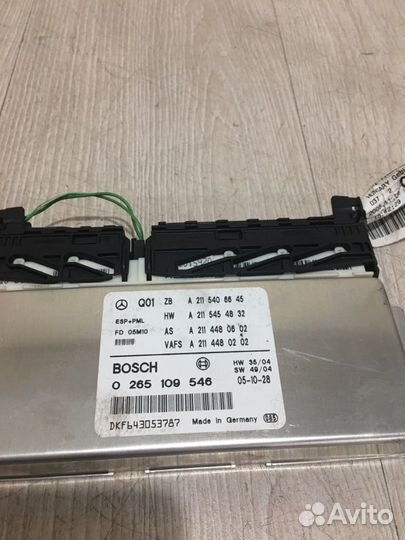 Q01 ZB A 211 540 66 45
HW A 211 545 48 32
ESP+PML
FD 05M10
AS A 211 448 06 02
VAFS A 211 448 02 02
BOSCH
HW 35/04
SW 49/04
0 265 109 546
05-10-28
DKF643053787
Made in Germany
Avito